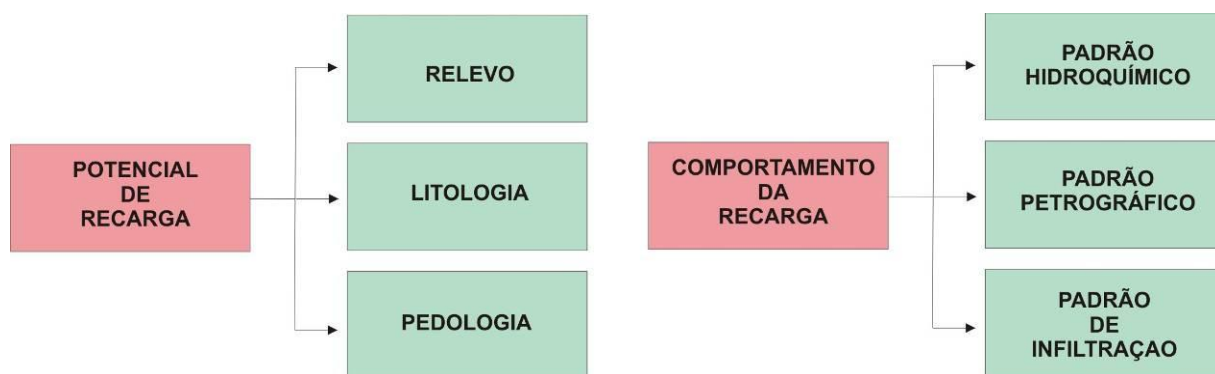 POTENCIAL
DE
RECARGA
RELEVO
LITOLOGIA
PEDOLOGIA
COMPORTAMENTO
DA
RECARGA
PADRÃO
HIDROQUÍMICO
PADRÃO
PETROGRÁFICO
PADRÃO
DE
INFILTRAÇAO